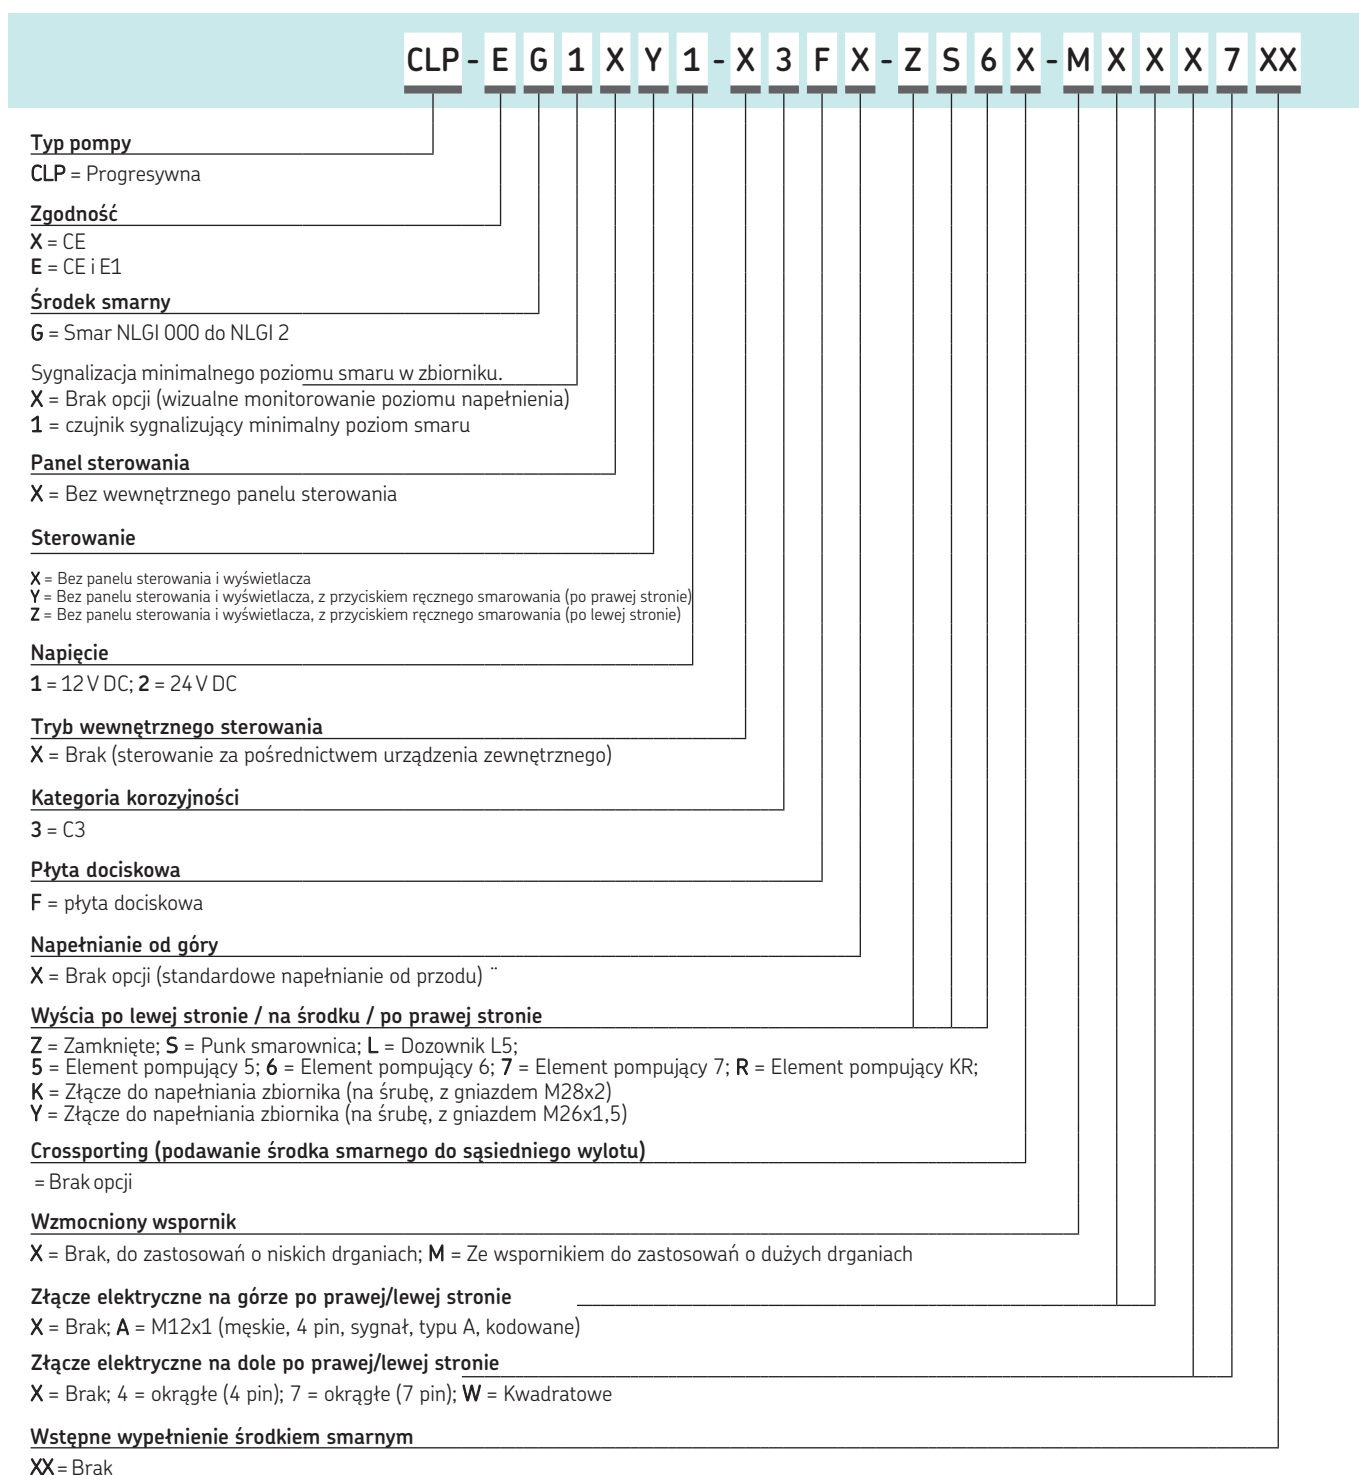 CLP - E G 1 X Y 1 - X 3 F X - Z S 6 X - M X X X 7 XX
Typ pompy
CLP = Progresywna
Zgodność
X = CE
E = CE i E1
Środek smarny
G = Smar NLGI 000 do NLGI 2
Sygnalizacja minimalnego poziomu smaru w zbiorniku.
X = Brak opcji (wizualne monitorowanie poziomu napełnienia)
1 = czujnik sygnalizujący minimalny poziom smaru
Panel sterowania
X = Bez wewnętrznego panelu sterowania
Sterowanie
X = Bez panelu sterowania i wyświetlacza
Y = Bez panelu sterowania i wyświetlacza, z przyciskiem ręcznego smarowania (po prawej stronie)
Z = Bez panelu sterowania i wyświetlacza, z przyciskiem ręcznego smarowania (po lewej stronie)
Napięcie
1 = 12 V DC; 2 = 24 V DC
Tryb wewnętrznego sterowania
X = Brak (sterowanie za pośrednictwem urządzenia zewnętrznego)
Kategoria korozyjności
3 = C3
Płyta dociskowa
F = płyta dociskowa
Napełnianie od góry
X = Brak opcji (standardowe napełnianie od przodu) ¨
Wyścia po lewej stronie / na środku / po prawej stronie
Z = Zamknięte; S = Punk smarownica; L = Dozownik L5;
5 = Element pompujący 5; 6 = Element pompujący 6; 7 = Element pompujący 7; R = Element pompujący KR;
K = Złącze do napełniania zbiornika (na śrubę, z gniazdem M28x2)
Y = Złącze do napełniania zbiornika (na śrubę, z gniazdem M26x1,5)
Crossporting (podawanie środka smarnego do sąsiedniego wylotu)
= Brak opcji
Wzmocniony wspornik
X = Brak, do zastosowań o niskich drganiach; M = Ze wspornikiem do zastosowań o dużych drganiach
Złącze elektryczne na górze po prawej/lewej stronie
X = Brak; A = M12x1 (męskie, 4 pin, sygnał, typu A, kodowane)
Złącze elektryczne na dole po prawej/lewej stronie
X = Brak; 4 = okrągłe (4 pin); 7 = okrągłe (7 pin); W = Kwadratowe
Wstępne wypełnienie środkiem smarnym
XX = Brak